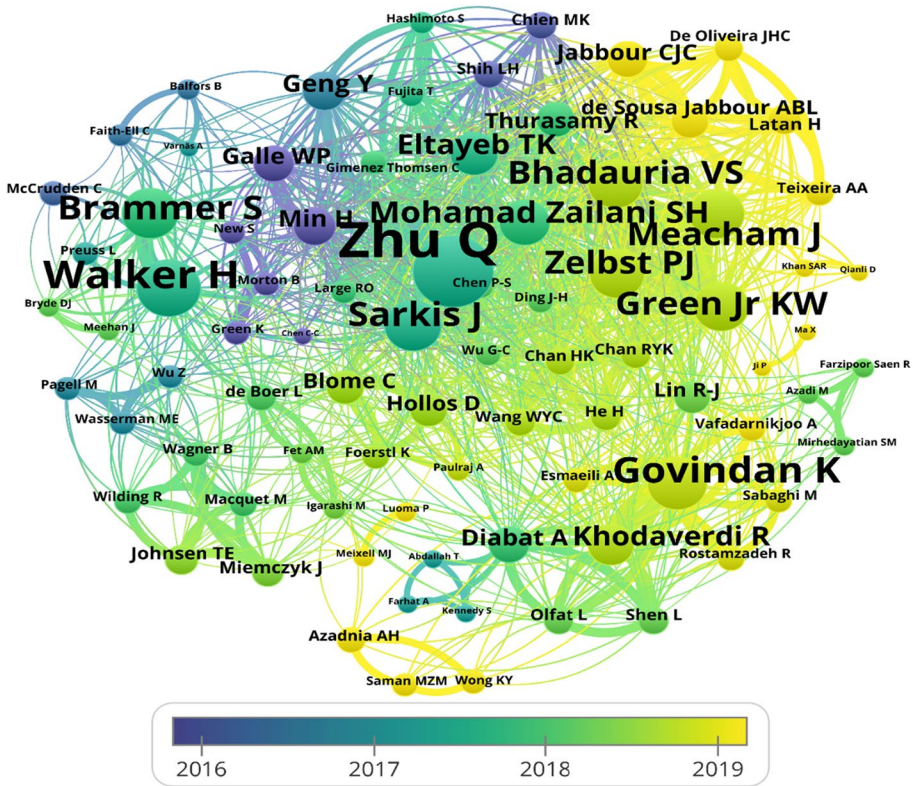 Hashimoto S
Chien MK
De Oliveira JHC
Jabbour CJC
Shih LH
Geng Y
Balfors B
Fujita T
de Sousa Jabbour ABL
Thurasamy R
Latan H
Faith-Ell C
Varnäs A
Eltayeb TK
Galle WP
Gimenez Thomsen C
Bhadauria VS
McCrudden C
Teixeira AA
Brammer S
Min H
Mohamad Zailani SH
New S
Meacham J
Zhu Q
Preuss L
Zelbst PJ
Khan SAR
Qianli D
Walker H
Morton B
Large RO
Chen P-S
Ding J-H
Bryde DJ
Green Jr KW
Sarkis J
Meehan J
Green K
Chen C-C
Ma X
Wu G-C
Chan HK
Chan RYK
Ji P
Farzipoor Saen R
Wu Z
Pagell M
Blome C
de Boer L
Lin R-J
Azadi M
Hollos D
Wasserman ME
Wang WYC
He H
Vafadarnikjoo A
Mirhedayatian SM
Wagner B
Fet AM
Foerstl K
Paulraj A
Esmaeili A
Govindan K
Wilding R
Macquet M
Igarashi M
Luoma P
Sabaghi M
Diabat A
Khodaverdi R
Johnsen TE
Miemczyk J
Meixell MJ
Abdallah T
Rostamzadeh R
Farhat A
Kennedy S
Olfat L
Shen L
Azadnia AH
Saman MZM
Wong KY
2016
2017
2018
2019